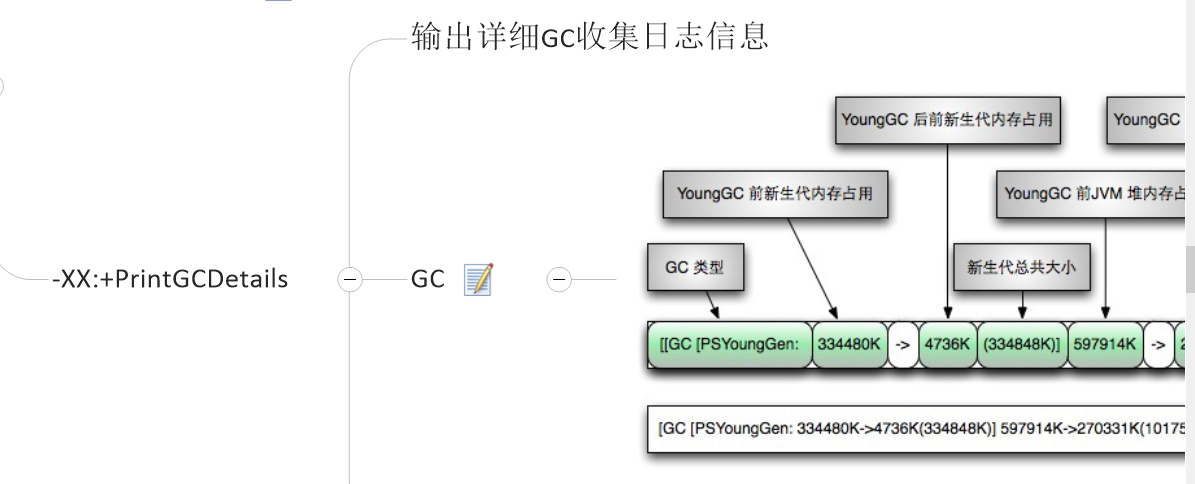 输出详细GC收集日志信息
YoungGC 后前新生代内存占用
YoungGC
YoungGC 前新生代内存占用
YoungGC 前JVM 堆内存占
GC 类型
新生代总共大小
-XX:+PrintGCDetails
GC
[[GC [PSYoungGen: 334480K -> 4736K (334848K)] 597914K -> 2
[GC [PSYoungGen: 334480K->4736K(334848K)] 597914K->270331K(10175